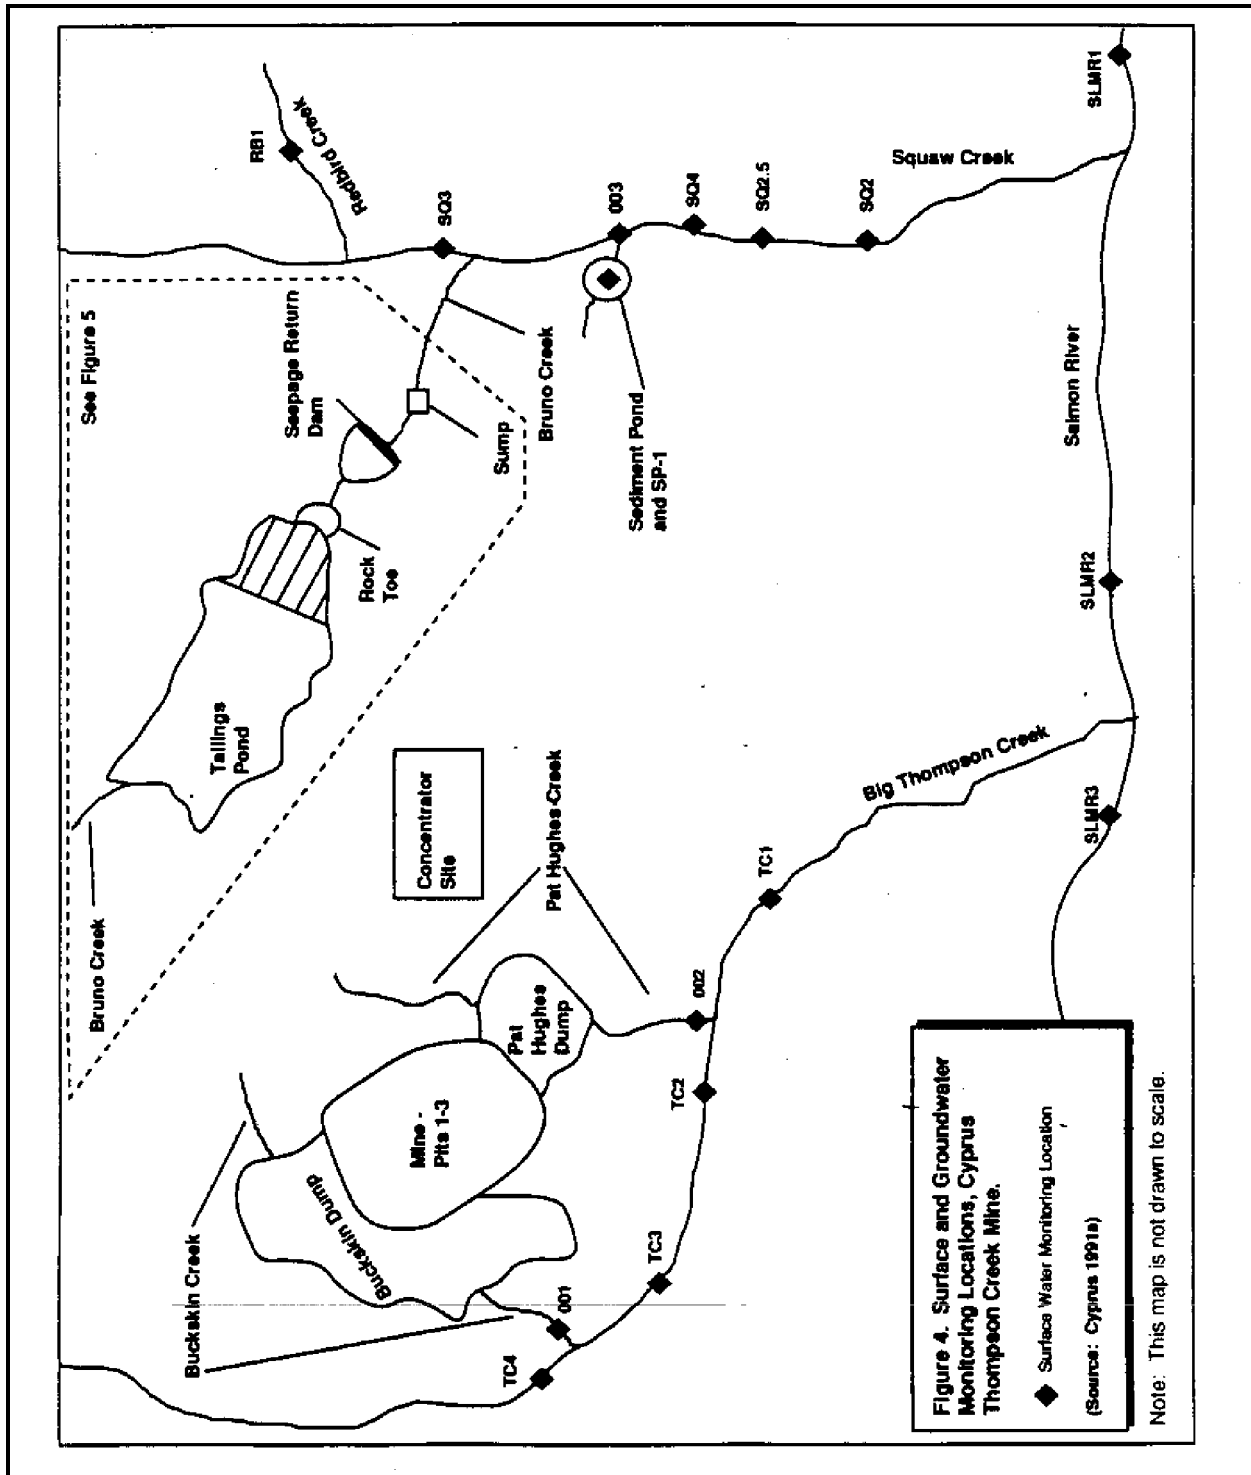 See Figure 5
Bruno Creek
Tailings
Pond
Rock
Toe
Seepage Return
Dam
Sump
Bruno Creek
RB1
Redbird Creek
SQ3
003
SQ4
SQ2.5
SQ2
Squaw Creek
SLMR1
Sediment Pond
and SP-1
Salmon River
SLMR2
SLMR3
Big Thompson Creek
Concentrator
Site
Pat Hughes Creek
Pat
Hughes
Dump
Mine -
Pits 1-3
Buckskin Dump
Buckskin Creek
TC4
001
TC3
TC2
002
TC1
Figure 4. Surface and Groundwater
Monitoring Locations, Cyprus
Thompson Creek Mine.
Surface Water Monitoring Location
(Source: Cyprus 1991a)
Note: This map is not drawn to scale.